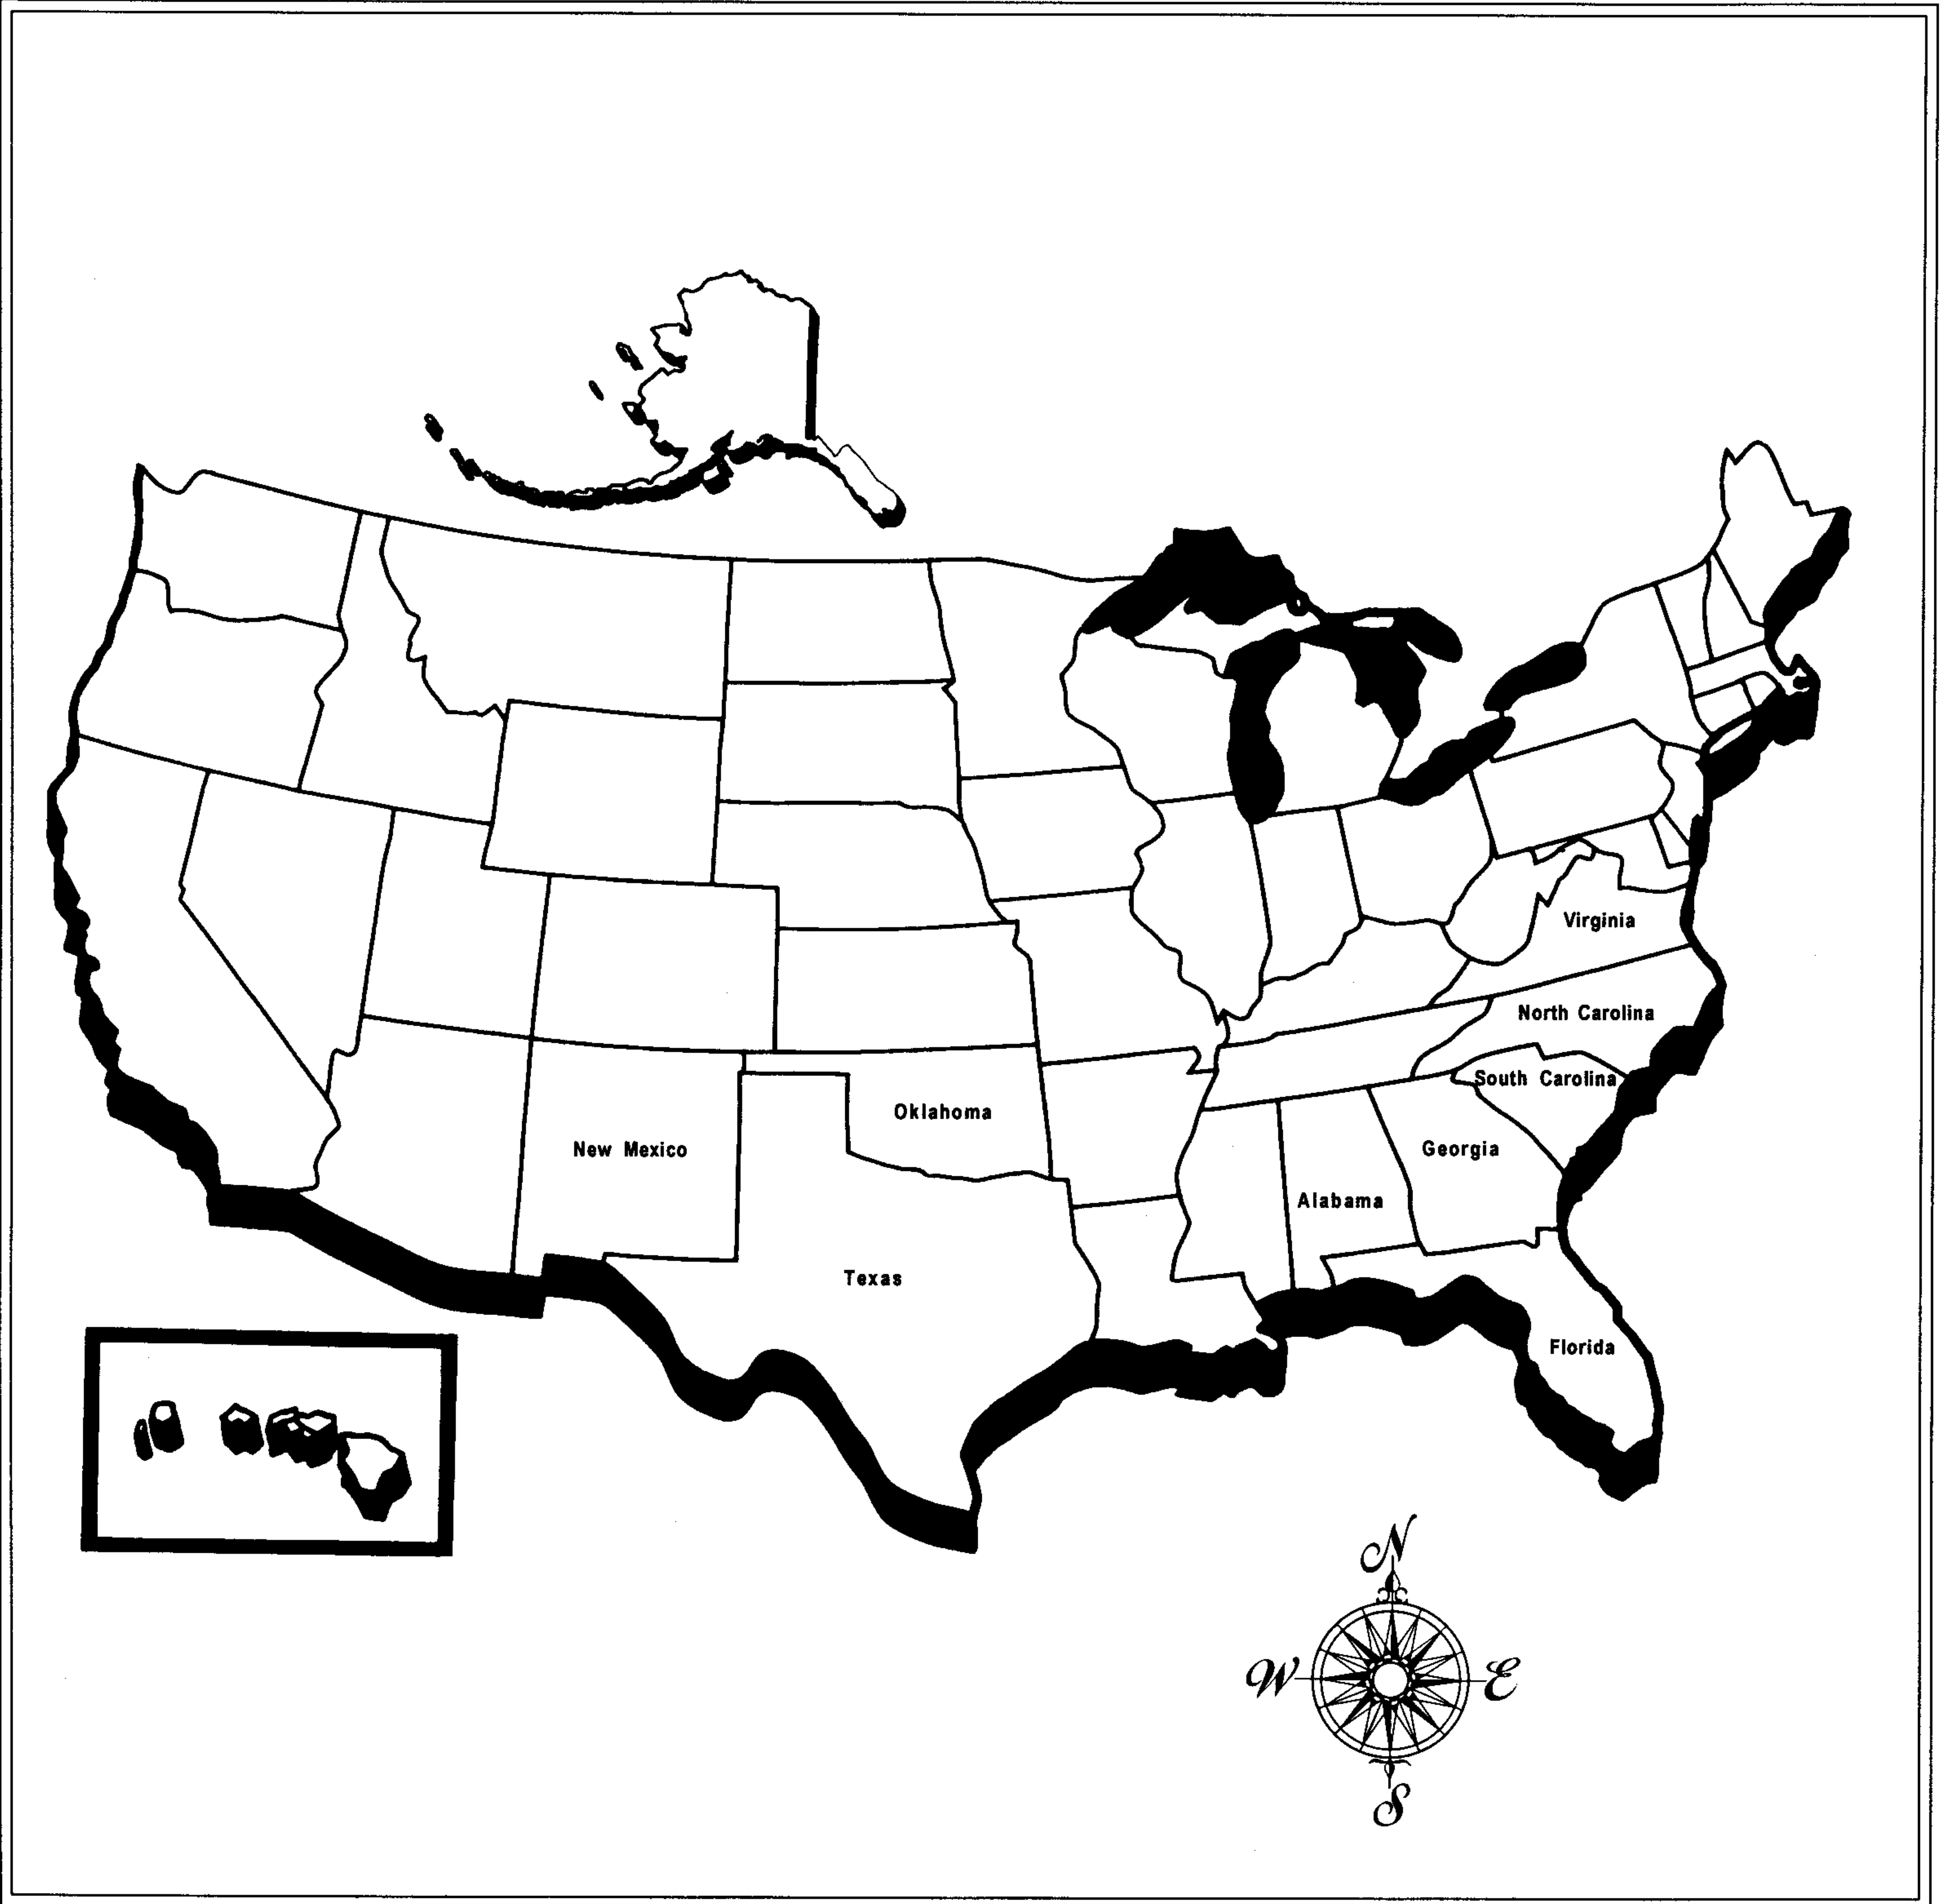 Virginia
North Carolina
South Carolina
Oklahoma
New Mexico
Georgia
Alabama
Texas
Florida
N
W
E
S